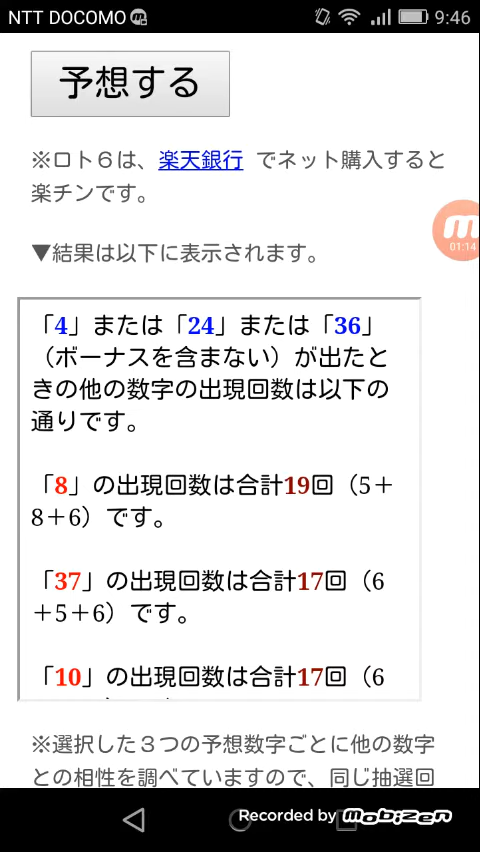 NTT DOCOMO 9:46
予想する
※ロト６は、楽天銀行 でネット購入すると
楽チンです。
01:14
▼結果は以下に表示されます。
「4」または「24」または「36」
（ボーナスを含まない）が出たと
きの他の数字の出現回数は以下の
通りです。
「8」の出現回数は合計19回（5＋
8＋6）です。
「37」の出現回数は合計17回（6
＋5＋6）です。
「10」の出現回数は合計17回（6
※選択した３つの予想数字ごとに他の数字
との相性を調べていますので、同じ抽選回
Recorded by mobizen